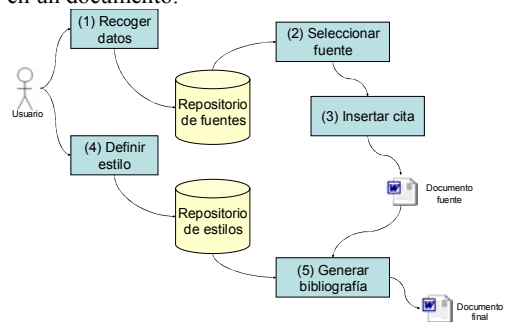 en un documento.
(1) Recoger
datos
(2) Seleccionar
fuente
Usuario
Repositorio
de fuentes
(3) Insertar cita
(4) Definir
estilo
Documento
fuente
Repositorio
de estilos
(5) Generar
bibliografía
Documento
final